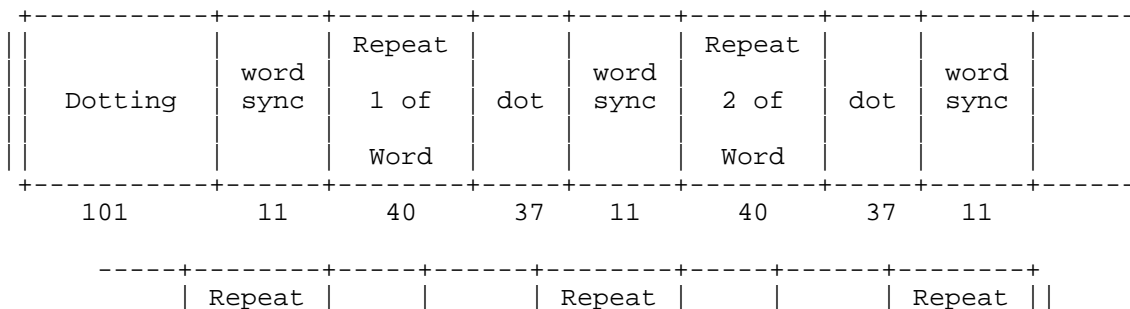 +-----------+------+--------+-----+------+--------+-----+------+------
|| | | Repeat | | | Repeat | | |
|| | word | | | word | | | word |
|| Dotting | sync | 1 of | dot | sync | 2 of | dot | sync |
|| | | | | | | | |
|| | | Word | | | Word | | |
+-----------+------+--------+-----+------+--------+-----+------+------
101 11 40 37 11 40 37 11
-----+--------+-----+------+--------+-----+------+--------+
| Repeat | | | Repeat | | | Repeat ||